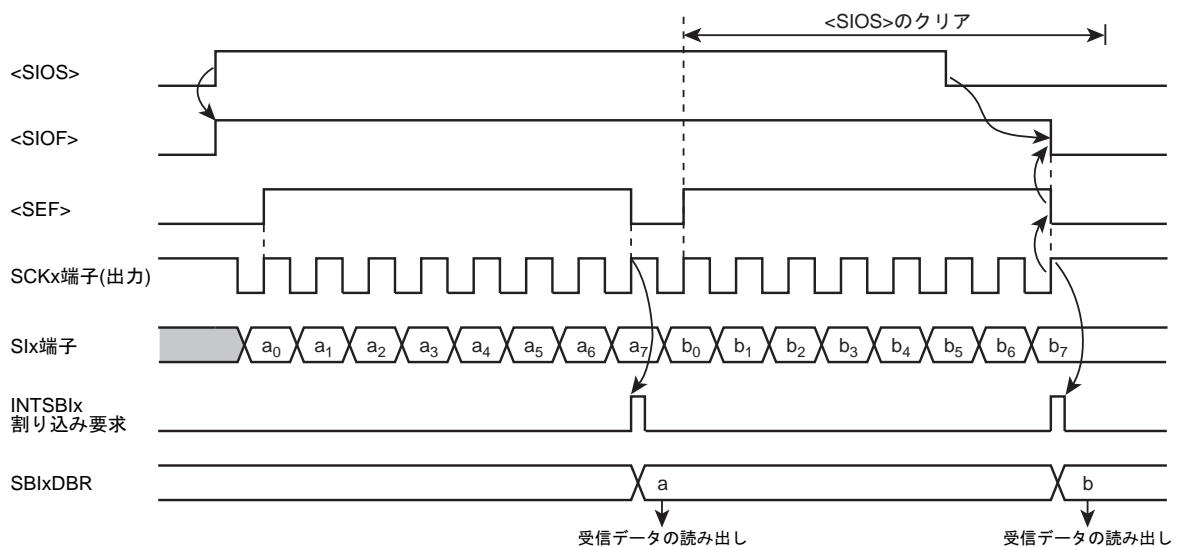 <SIOS>のクリア
<SIOS>
<SIOF>
<SEF>
SCKx端子(出力)
SIx端子
a0 a1 a2 a3 a4 a5 a6 a7 b0 b1 b2 b3 b4 b5 b6 b7
INTSBIx
割り込み要求
SBIxDBR
a
b
受信データの読み出し
受信データの読み出し